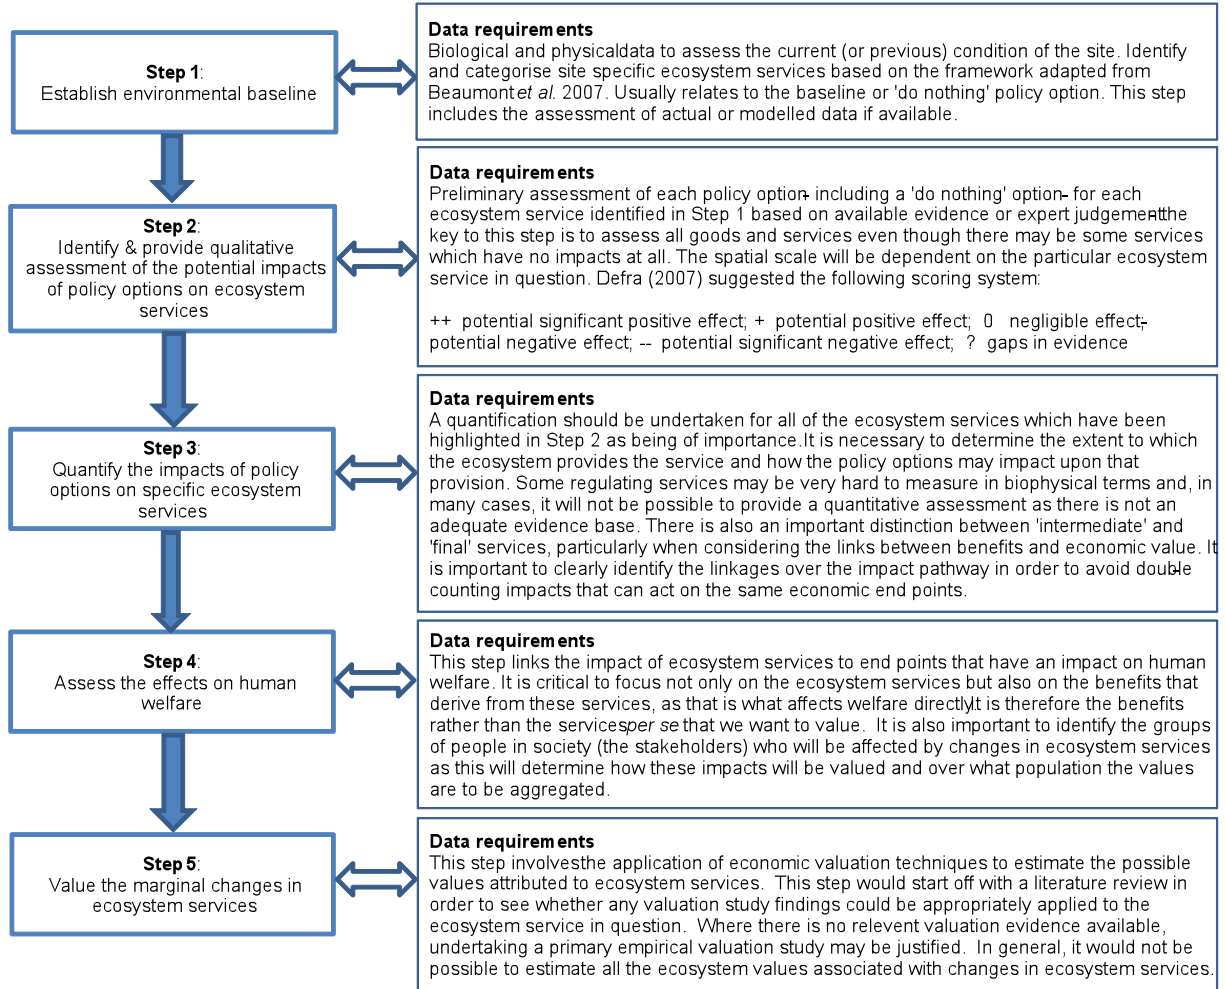 Step 1:
Establish environmental baseline
Data requirements
Biological and physicaldata to assess the current (or previous) condition of the site. Identify
and categorise site specific ecosystem services based on the framework adapted from
Beaumont et al. 2007. Usually relates to the baseline or 'do nothing' policy option. This step
includes the assessment of actual or modelled data if available.
Step 2:
Identify & provide qualitative
assessment of the potential impacts
of policy options on ecosystem
services
Data requirements
Preliminary assessment of each policy option- including a 'do nothing' option- for each
ecosystem service identified in Step 1 based on available evidence or expert judgement-the
key to this step is to assess all goods and services even though there may be some services
which have no impacts at all. The spatial scale will be dependent on the particular ecosystem
service in question. Defra (2007) suggested the following scoring system:
++ potential significant positive effect; + potential positive effect; 0 negligible effect;-
potential negative effect; -- potential significant negative effect; ? gaps in evidence
Step 3:
Quantify the impacts of policy
options on specific ecosystem
services
Data requirements
A quantification should be undertaken for all of the ecosystem services which have been
highlighted in Step 2 as being of importance.It is necessary to determine the extent to which
the ecosystem provides the service and how the policy options may impact upon that
provision. Some regulating services may be very hard to measure in biophysical terms and, in
many cases, it will not be possible to provide a quantitative assessment as there is not an
adequate evidence base. There is also an important distinction between 'intermediate' and
'final' services, particularly when considering the links between benefits and economic value. It
is important to clearly identify the linkages over the impact pathway in order to avoid double-
counting impacts that can act on the same economic end points.
Step 4:
Assess the effects on human
welfare
Data requirements
This step links the impact of ecosystem services to end points that have an impact on human
welfare. It is critical to focus not only on the ecosystem services but also on the benefits that
derive from these services, as that is what affects welfare directly.It is therefore the benefits
rather than the services per se that we want to value. It is also important to identify the groups
of people in society (the stakeholders) who will be affected by changes in ecosystem services
as this will determine how these impacts will be valued and over what population the values
are to be aggregated.
Step 5:
Value the marginal changes in
ecosystem services
Data requirements
This step involvesthe application of economic valuation techniques to estimate the possible
values attributed to ecosystem services. This step would start off with a literature review in
order to see whether any valuation study findings could be appropriately applied to the
ecosystem service in question. Where there is no relevant valuation evidence available,
undertaking a primary empirical valuation study may be justified. In general, it would not be
possible to estimate all the ecosystem values associated with changes in ecosystem services.